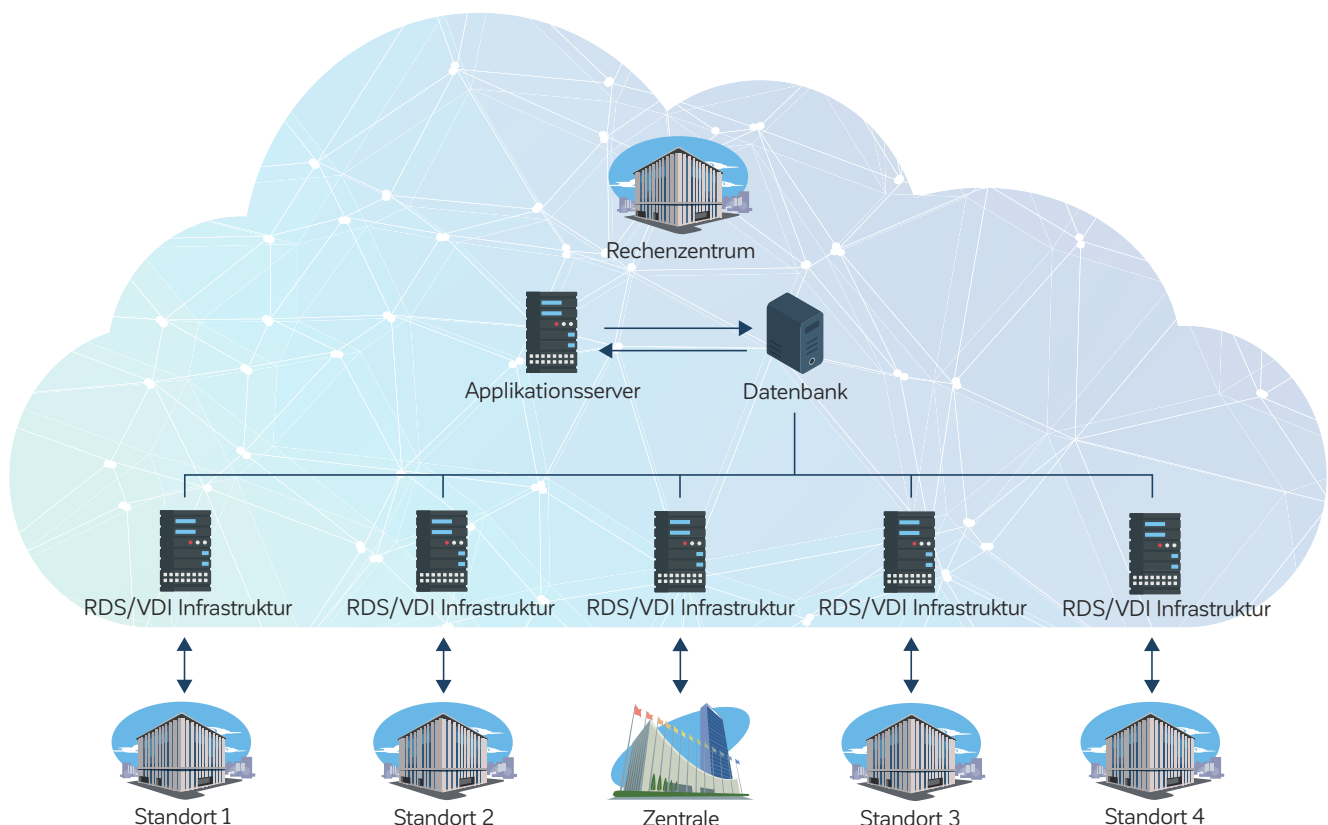 Rechenzentrum
Applikationsserver
Datenbank
RDS/VDI Infrastruktur
RDS/VDI Infrastruktur
RDS/VDI Infrastruktur
RDS/VDI Infrastruktur
RDS/VDI Infrastruktur
Standort 1
Standort 2
Zentrale
Standort 3
Standort 4